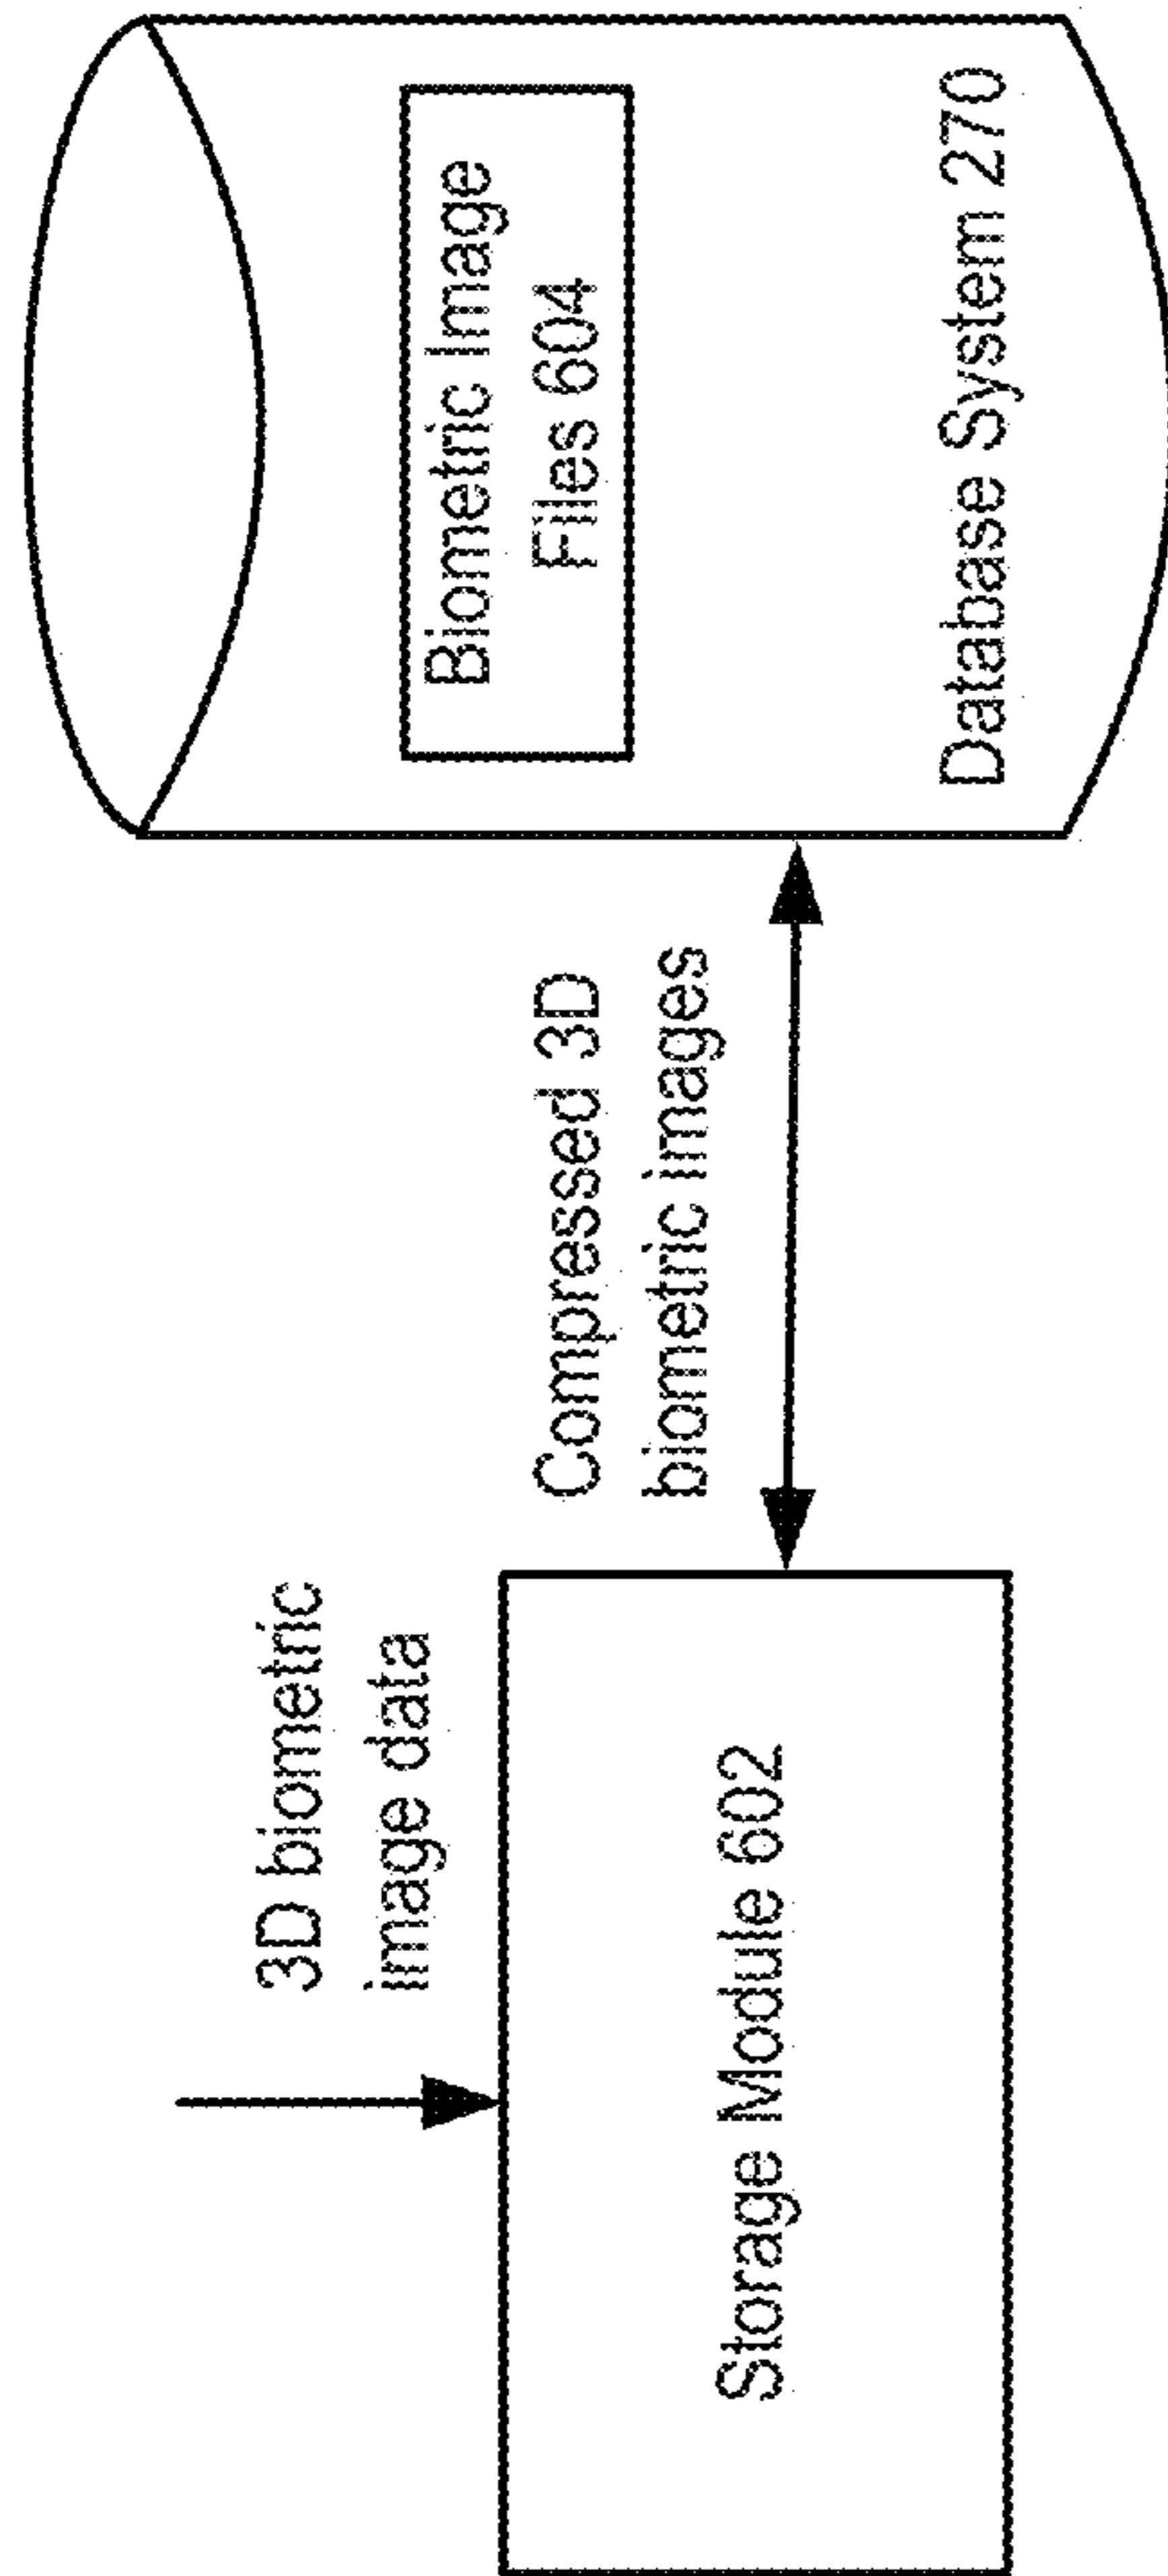 3D biometric
image data
Storage Module 602
Compressed 3D
biometric images
Biometric Image
Files 604
Database System 270